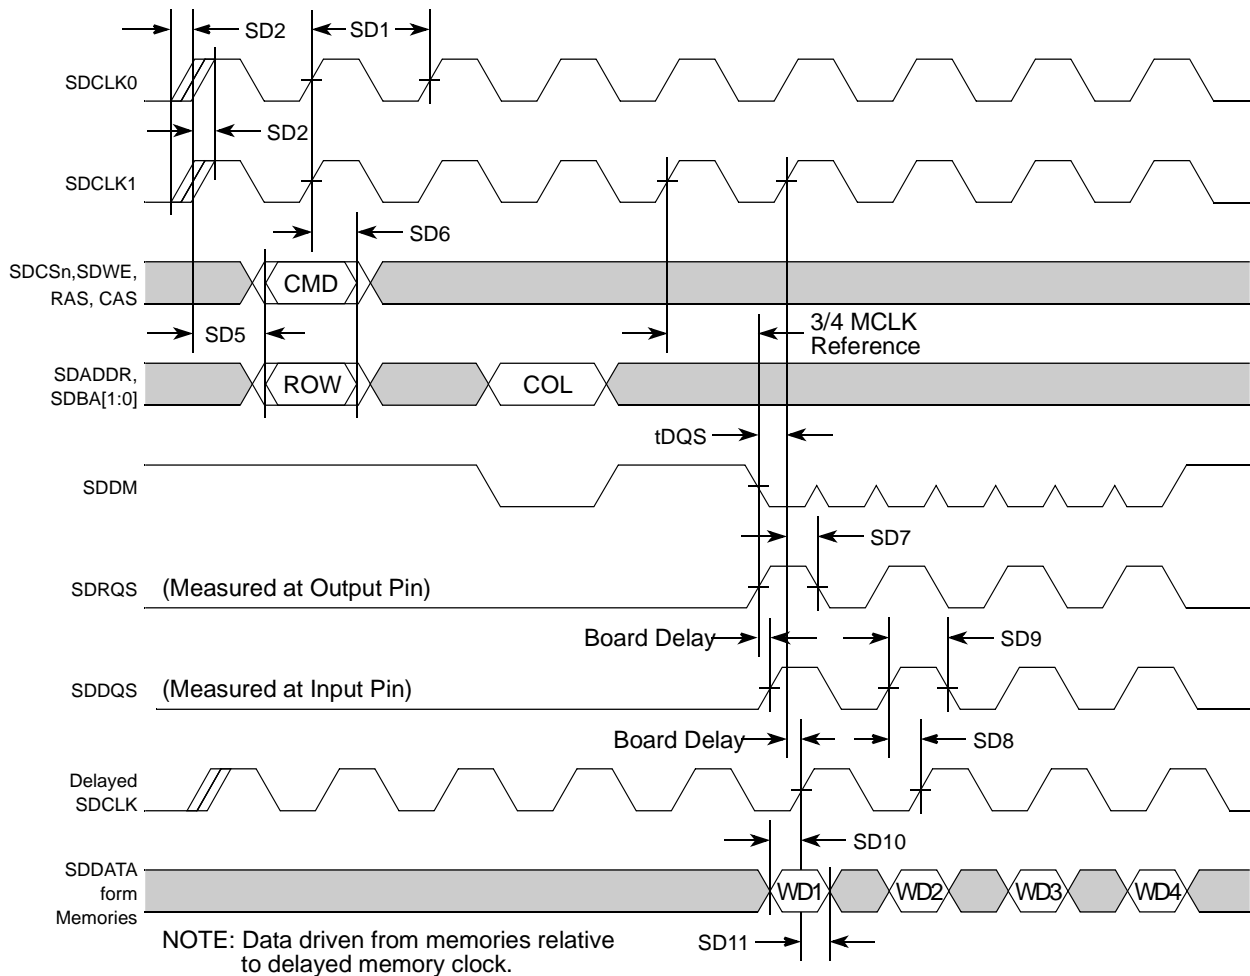 SD2
SD1
SDCLK0
SD2
SDCLK1
SD6
SDCSn,SDWE,
RAS, CAS
CMD
SD5
3/4 MCLK
Reference
SDADDR,
SDBA[1:0]
ROW
COL
tDQS
SDDM
SD7
SDRQS
(Measured at Output Pin)
Board Delay
SD9
SDDQS
(Measured at Input Pin)
Board Delay
SD8
Delayed
SDCLK
SD10
SDDATA
form
Memories
WD1
WD2
WD3
WD4
NOTE: Data driven from memories relative
to delayed memory clock.
SD11